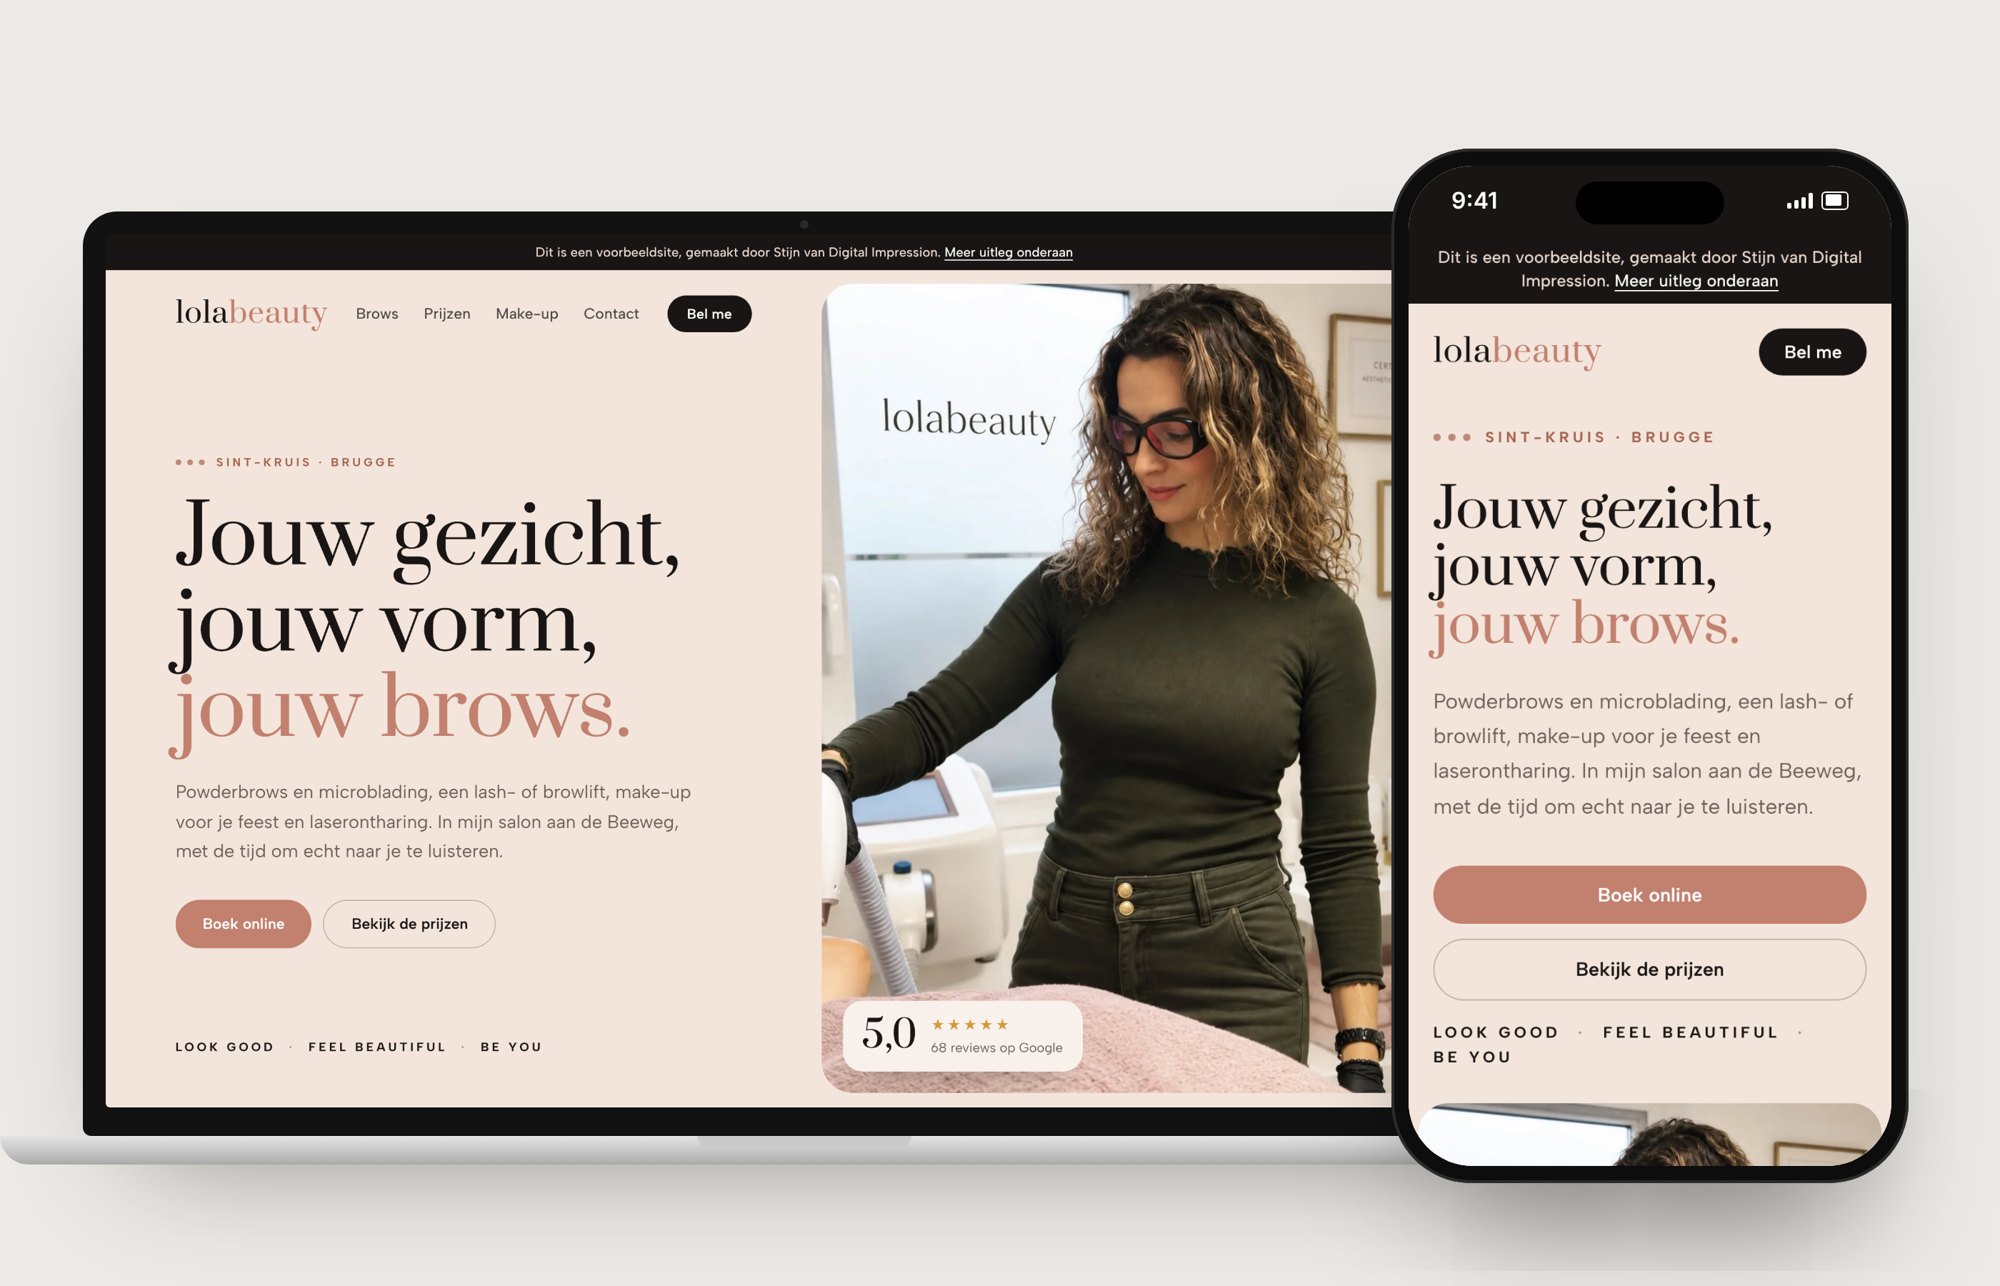 Dit is een voorbeeldsite, gemaakt door Stijn van Digital Impression. Meer uitleg onderaan
lolabeauty
Brows
Prijzen
Make-up
Contact
Bel me
SINT-KRUIS · BRUGGE
Jouw gezicht,
jouw vorm,
jouw brows.
Powderbrows en microblading, een lash- of browlift, make-up
voor je feest en laserontharing. In mijn salon aan de Beeweg,
met de tijd om echt naar je te luisteren.
Boek online
Bekijk de prijzen
LOOK GOOD · FEEL BEAUTIFUL · BE YOU
lolabeauty
5,0
★★★★★
68 reviews op Google
9:41
Dit is een voorbeeldsite, gemaakt door Stijn van Digital
Impression. Meer uitleg onderaan
lolabeauty
Bel me
SINT-KRUIS · BRUGGE
Jouw gezicht,
jouw vorm,
jouw brows.
Powderbrows en microblading, een lash- of
browlift, make-up voor je feest en
laserontharing. In mijn salon aan de Beeweg,
met de tijd om echt naar je te luisteren.
Boek online
Bekijk de prijzen
LOOK GOOD · FEEL BEAUTIFUL ·
BE YOU